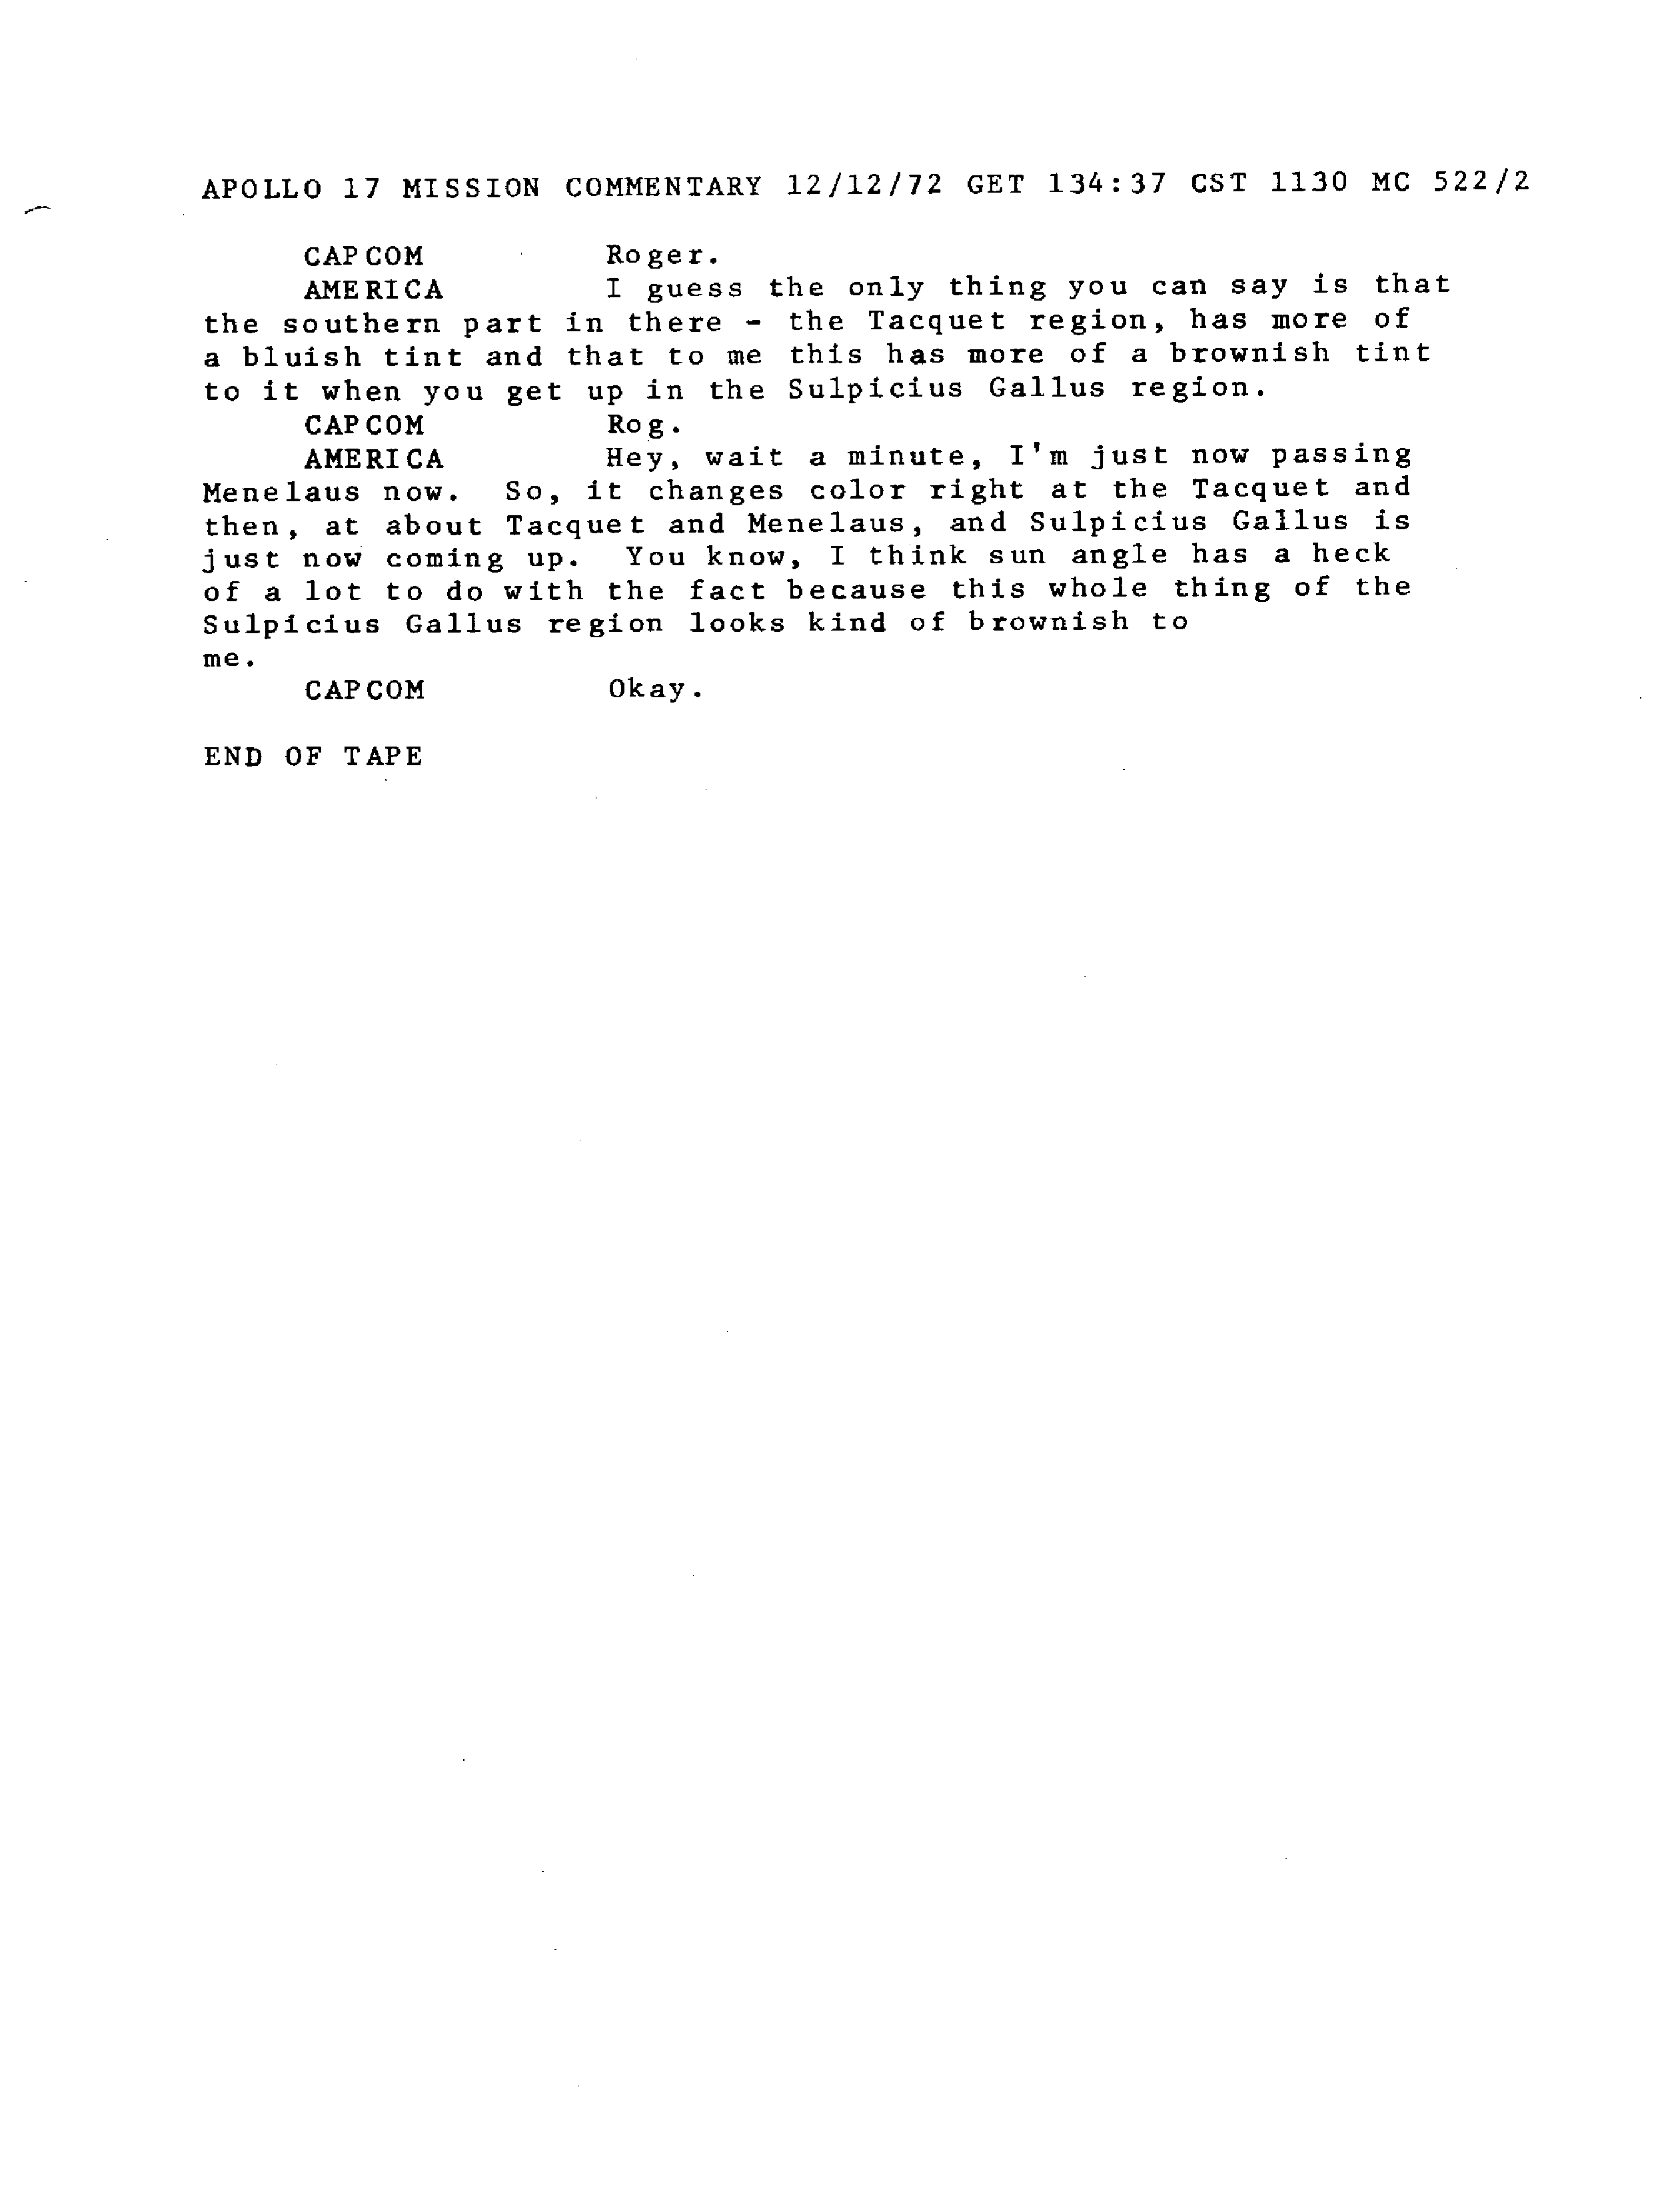 APOLLO 17 MISSION COMMENTARY 12/12/72 GET 134:37 CST 1130 MC 522/2
CAPCOM Roger.
AMERICA I guess the only thing you can say is that
the southern part in there - the Tacquet region, has more of
a bluish tint and that to me this has more of a brownish tint
to it when you get up in the Sulpicius Gallus region.
CAPCOM Rog.
AMERICA Hey, wait a minute, I'm just now passing
Menelaus now. So, it changes color right at the Tacquet and
then, at about Tacquet and Menelaus, and Sulpicius Gallus is
just now coming up. You know, I think sun angle has a heck
of a lot to do with the fact because this whole thing of the
Sulpicius Gallus region looks kind of brownish to
me.
CAPCOM Okay.
END OF TAPE